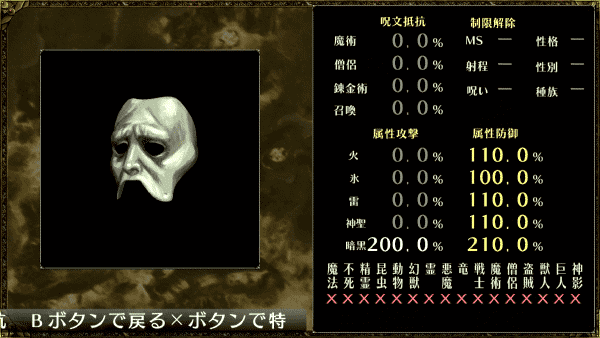 呪文抵抗 制限解除
魔術 0.0% MS — 性格 —
僧侶 0.0% 射程 — 性別 —
錬金術 0.0% 呪い — 種族 —
召喚 0.0%
属性攻撃 属性防御
火 0.0% 110.0%
氷 0.0% 100.0%
雷 0.0% 110.0%
神聖 0.0% 110.0%
暗黒 200.0% 210.0%
魔法 不死 精霊 昆虫 動物 幻獣 霊 悪魔 竜 戦士 魔術 僧侶 盗賊 獣人 巨人 神影
××××××××××××××××
抗 Bボタンで戻る×ボタンで特